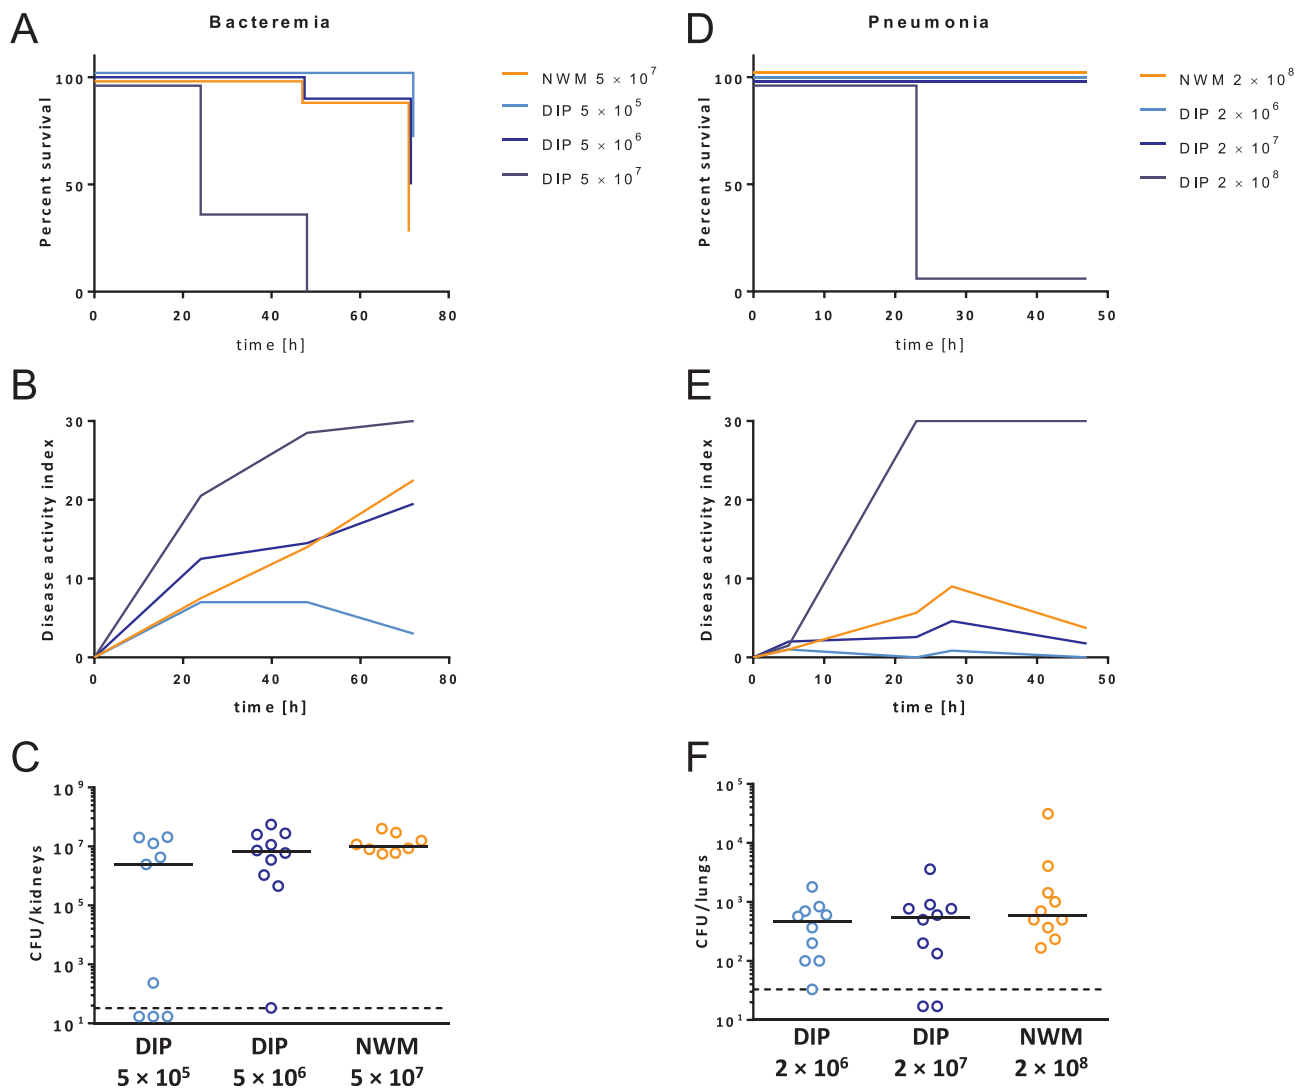 A
Bacteremia
Percent survival
100
50
0
0 20 40 60 80
time [h]
NWM 5 × 10⁷
DIP 5 × 10⁵
DIP 5 × 10⁶
DIP 5 × 10⁷
D
Pneumonia
Percent survival
100
50
0
0 10 20 30 40 50
time [h]
NWM 2 × 10⁸
DIP 2 × 10⁶
DIP 2 × 10⁷
DIP 2 × 10⁸
B
Disease activity index
30
20
10
0
0 20 40 60 80
time [h]
E
Disease activity index
30
20
10
0
0 10 20 30 40 50
time [h]
C
CFU/kidneys
10⁹
10⁷
10⁵
10³
10¹
DIP DIP NWM
5 × 10⁵ 5 × 10⁶ 5 × 10⁷
F
CFU/lungs
10⁵
10⁴
10³
10²
10¹
DIP DIP NWM
2 × 10⁶ 2 × 10⁷ 2 × 10⁸